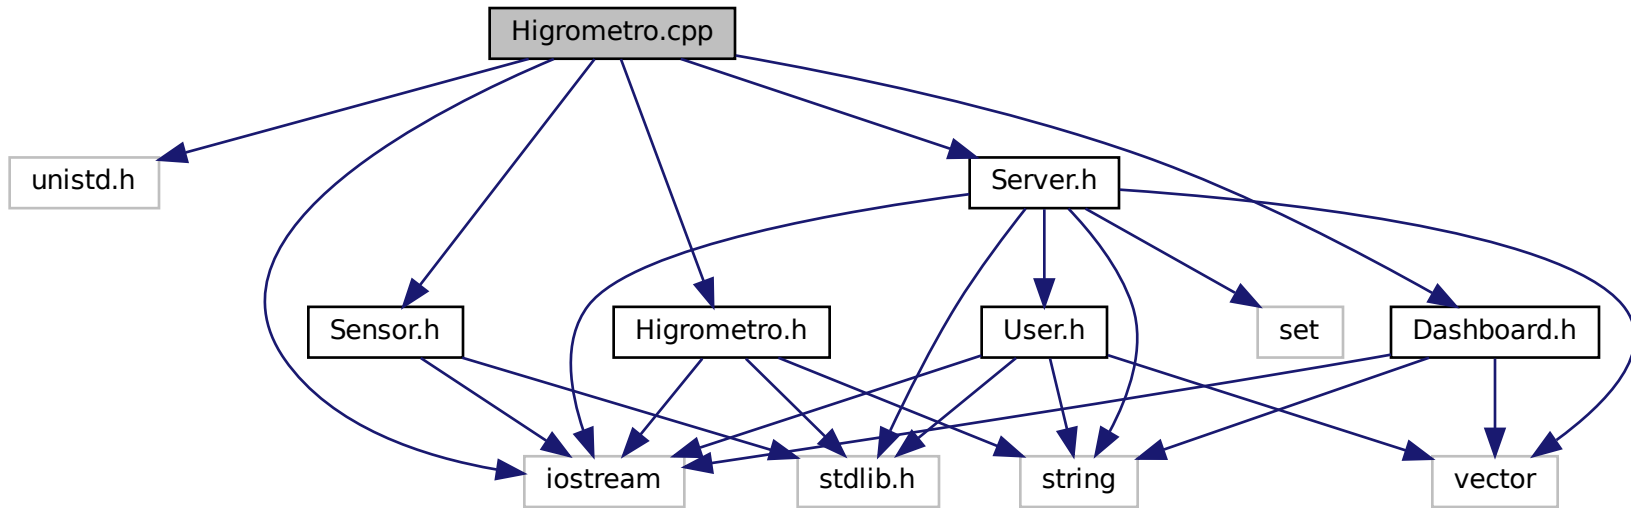 Higrometro.cpp
unistd.h
Server.h
Sensor.h
Higrometro.h
User.h
set
Dashboard.h
iostream
stdlib.h
string
vector